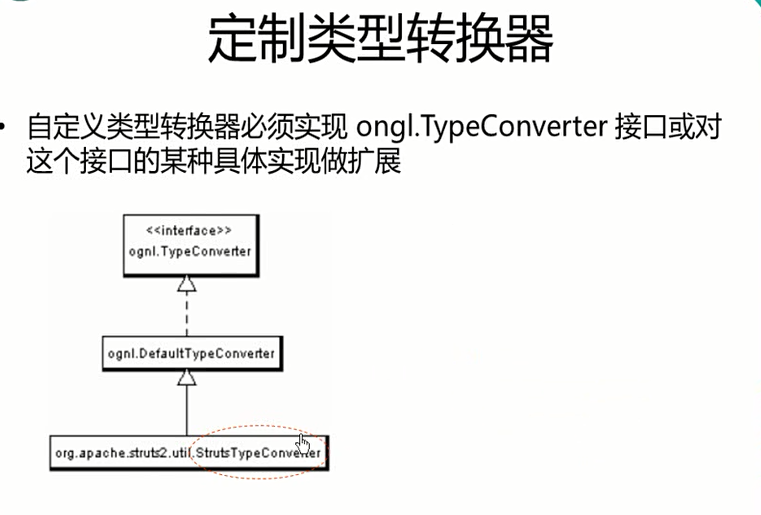 定制类型转换器
• 自定义类型转换器必须实现 ongl.TypeConverter 接口或对
这个接口的某种具体实现做扩展
<<interface>>
ognl.TypeConverter
ognl.DefaultTypeConverter
org.apache.struts2.util.StrutsTypeConverter